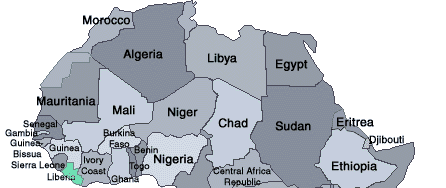 Morocco
Algeria
Libya
Egypt
Mauritania
Mali
Niger
Chad
Sudan
Eritrea
Djibouti
Senegal
Gambia
Guinea-
Bissua
Guinea
Sierra Leone
Liberia
Ivory
Coast
Burkina
Faso
Ghana
Togo
Benin
Nigeria
Central Africa
Republic
Ethiopia